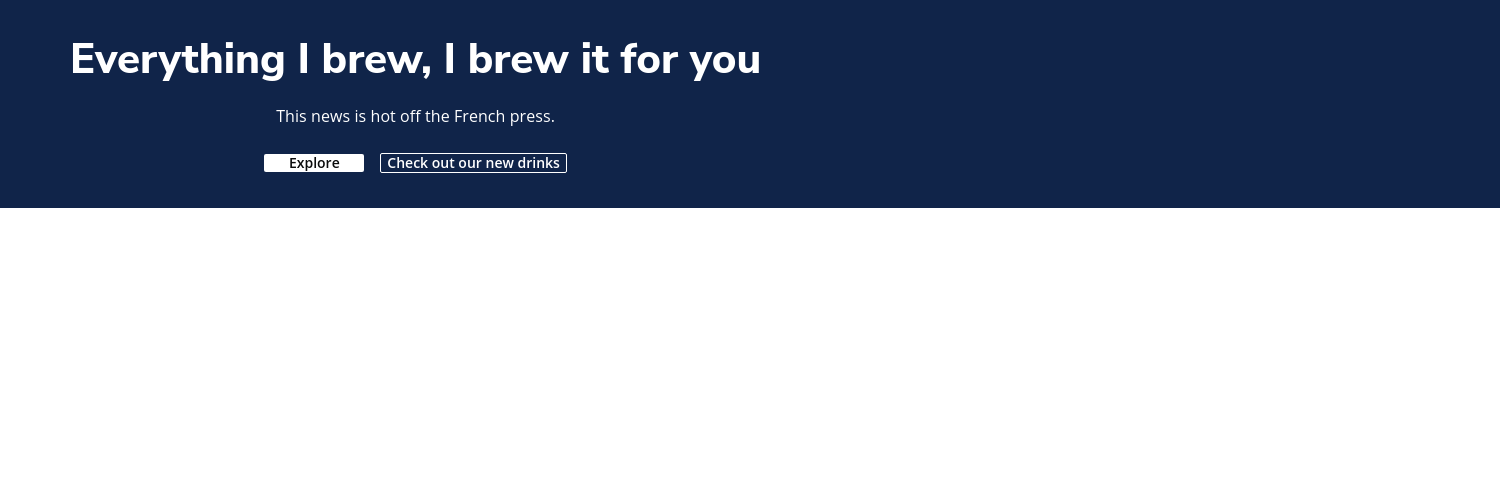 Everything I brew, I brew it for you
This news is hot off the French press.
Explore
Check out our new drinks